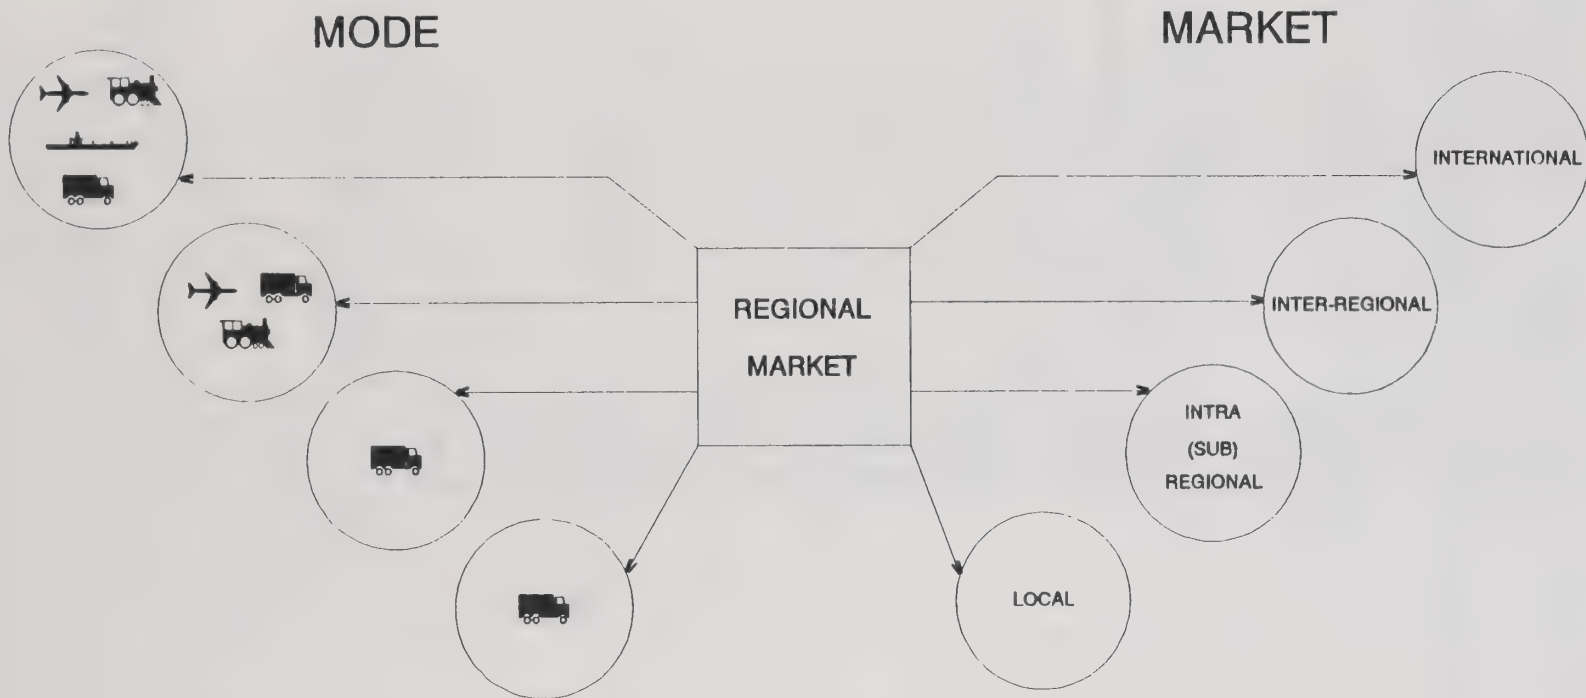 MODE
MARKET
INTERNATIONAL
INTER-REGIONAL
REGIONAL
MARKET
INTRA
(SUB)
REGIONAL
LOCAL